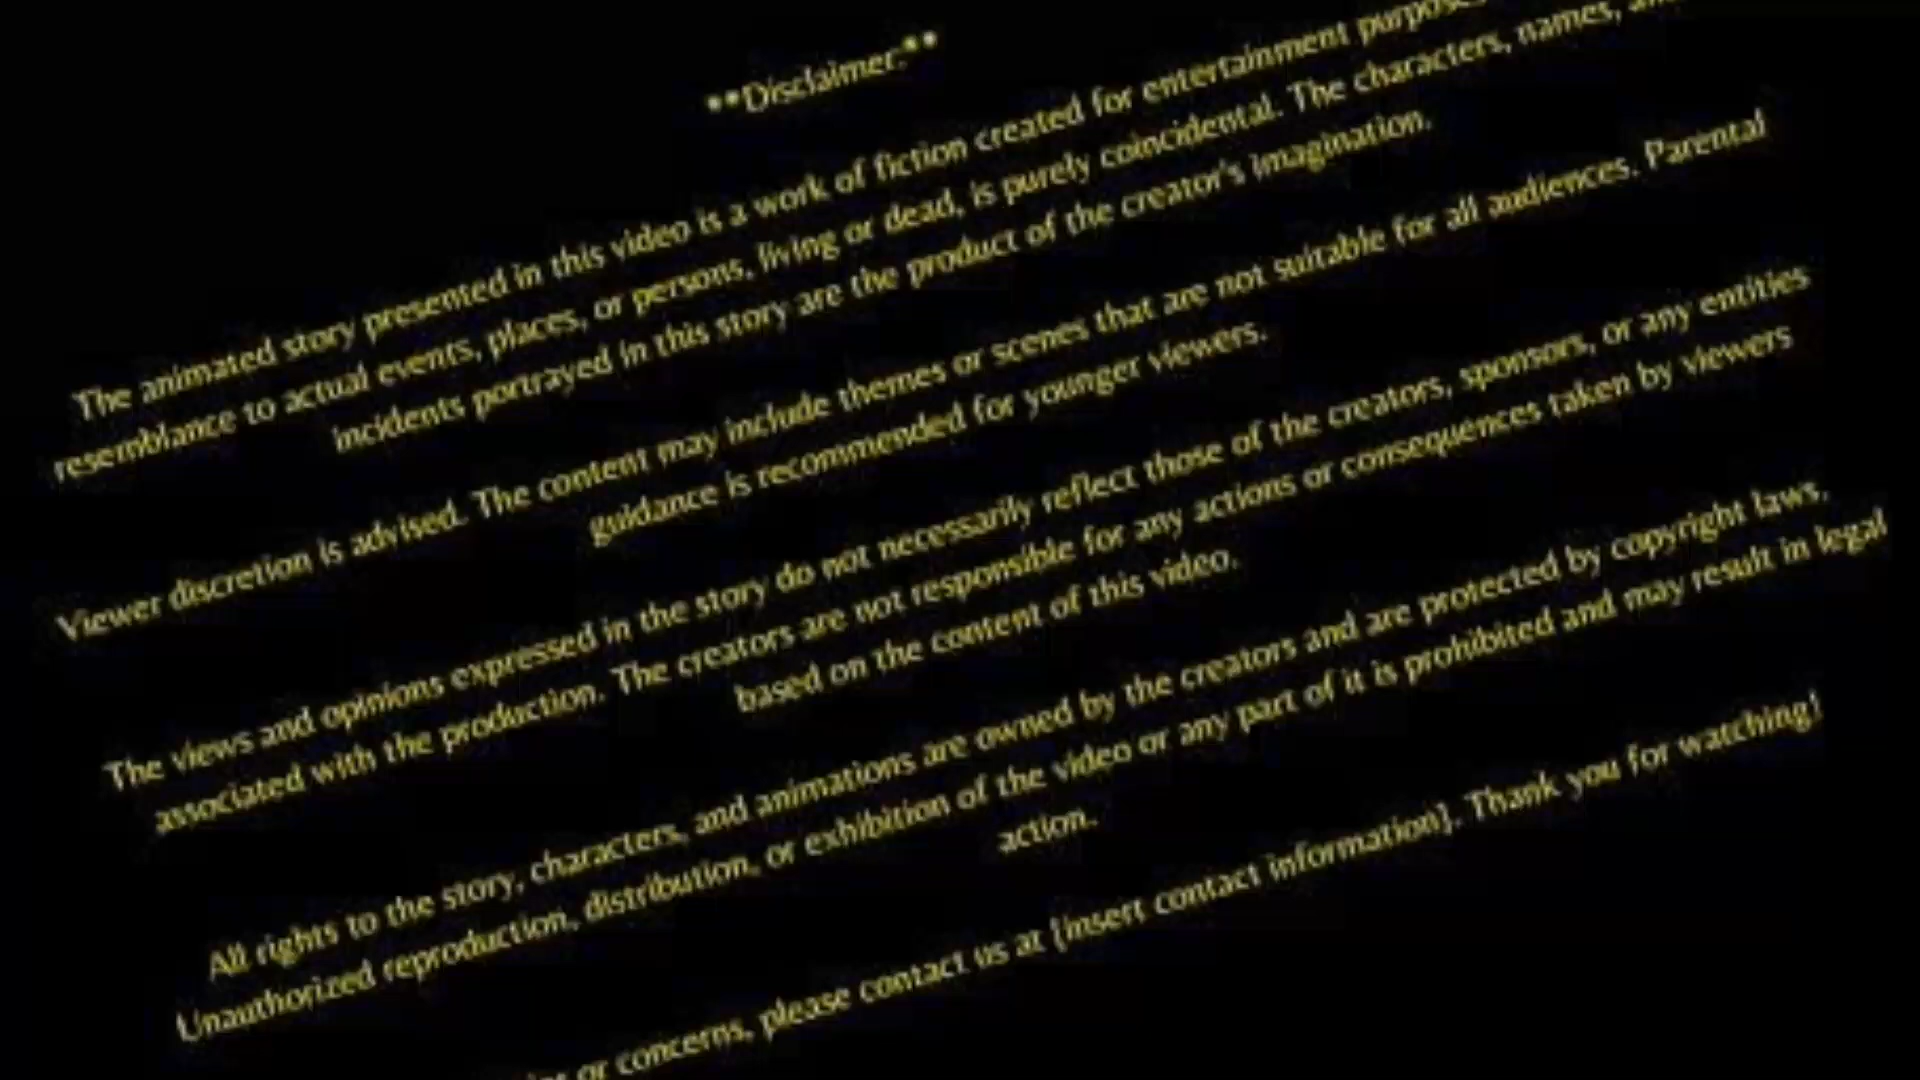 **Disclaimer:**
The animated story presented in this video is a work of fiction created for entertainment
resemblance to actual events, places, or persons, living or dead, is purely coincidental. The characters, names,
incidents portrayed in this story are the product of the creator's imagination.
Viewer discretion is advised. The content may include themes or scenes that are not suitable for all audiences. Parental
guidance is recommended for younger viewers.
The views and opinions expressed in the story do not necessarily reflect those of the creators, sponsors, or any entities
associated with the production. The creators are not responsible for any actions or consequences taken by viewers
based on the content of this video.
All rights to the story, characters, and animations are owned by the creators and are protected by copyright laws.
Unauthorized reproduction, distribution, or exhibition of the video or any part of it is prohibited and may result in legal
action.
or concerns, please contact us at [insert contact information]. Thank you for watching!